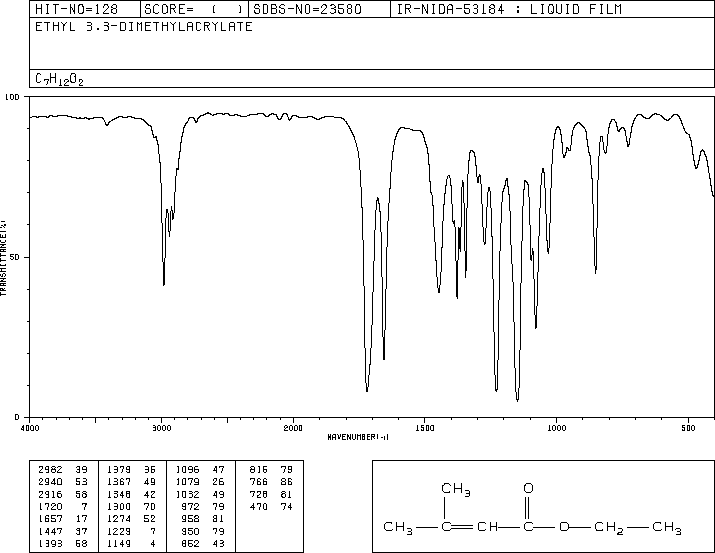 HIT-NO=128 SCORE= ( ) SDBS-NO=23580 IR-NIDA-53184 : LIQUID FILM
ETHYL 3,3-DIMETHYLACRYLATE
C7H12O2
100
50
0
TRANSMITTANCE(%)
4000 3000 2000 1500 1000 500
WAVENUMBER(-1)
2982 39 1379 36 1096 47 816 79
2940 53 1367 49 1079 26 766 86
2916 58 1348 42 1032 49 728 81
1720 7 1300 70 972 79 470 74
1657 17 1274 52 958 81
1447 37 1229 7 950 79
1393 68 1149 4 852 43
CH3 O
CH3 C CH C O CH2 CH3